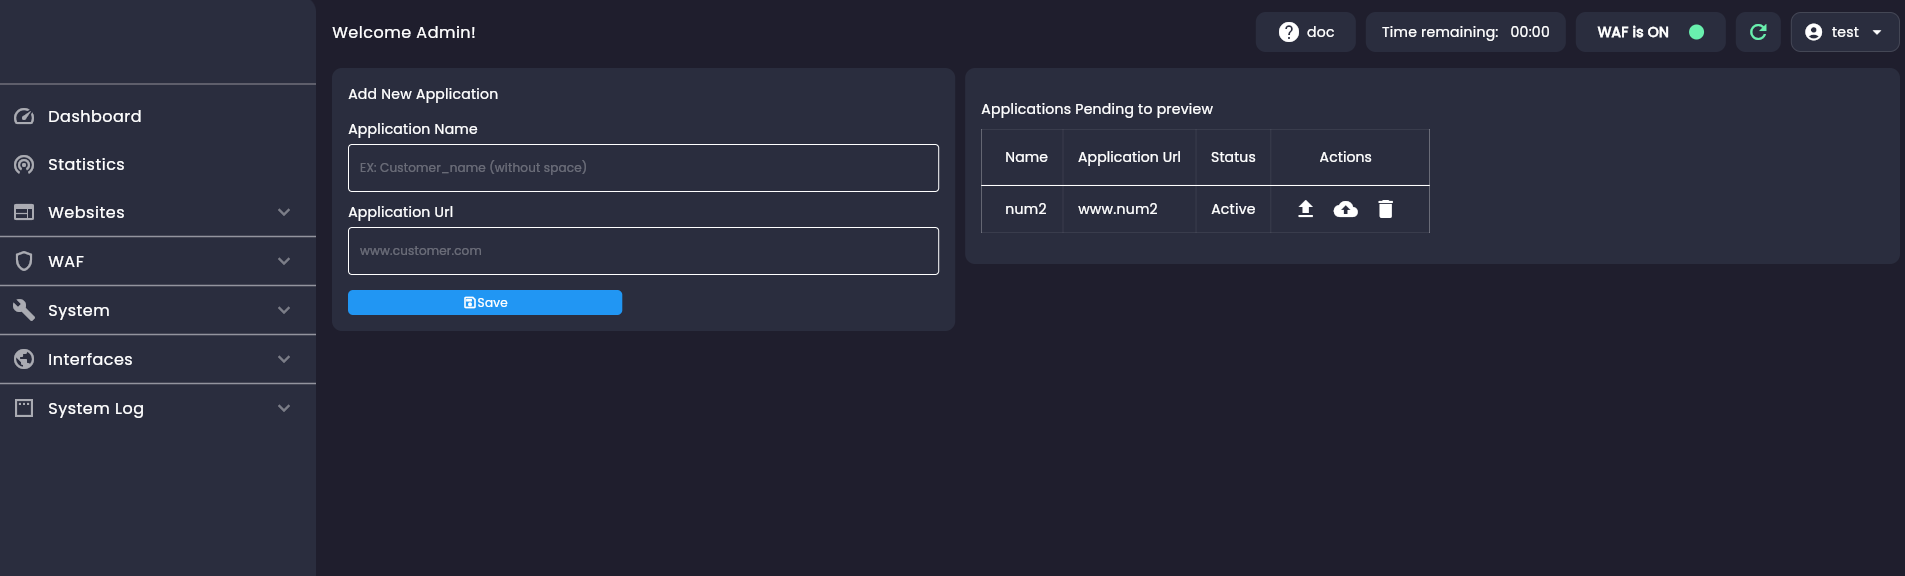 Welcome Admin!
doc
Time remaining: 00:00
WAF is ON
test
Dashboard
Statistics
Websites
WAF
System
Interfaces
System Log
Add New Application
Application Name
EX: Customer_name (without space)
Application Url
www.customer.com
Save
Applications Pending to preview
Name Application Url Status Actions
num2 www.num2 Active